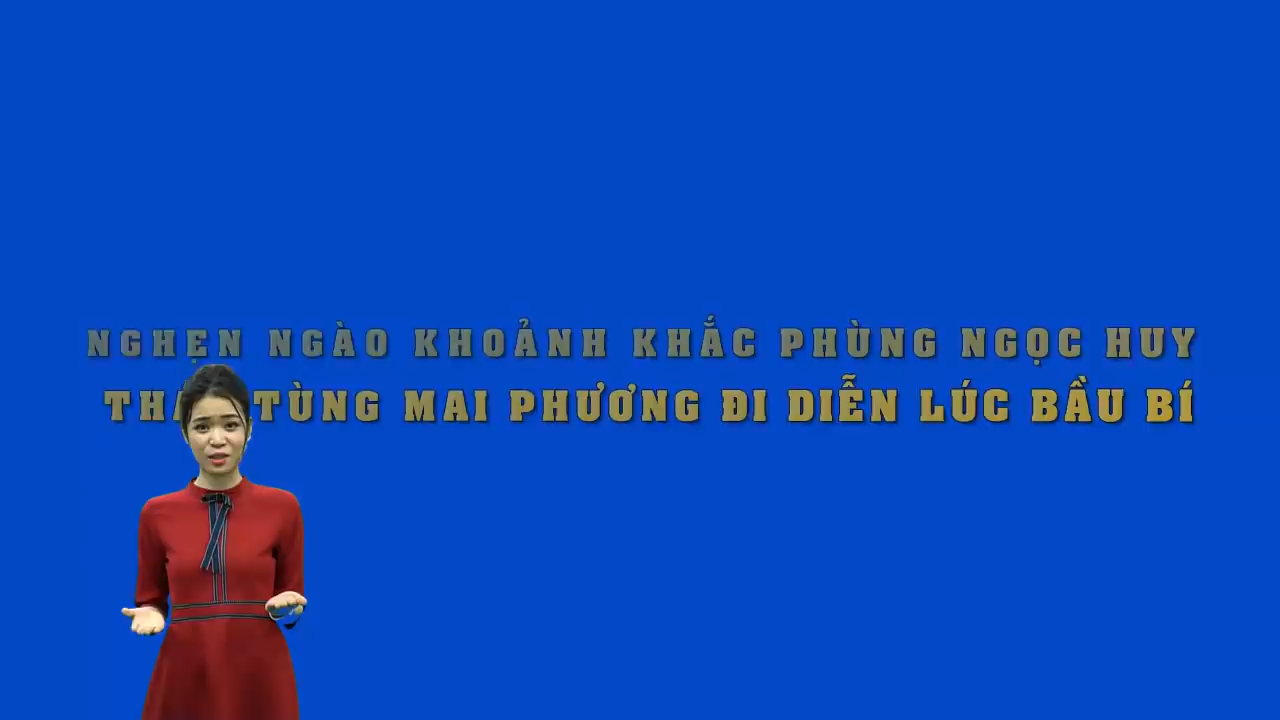 NGHẸN NGÀO KHOẢNH KHẮC PHÙNG NGỌC HUY
TÙNG MAI PHƯƠNG ĐI DIỄN LÚC BẦU BÍ